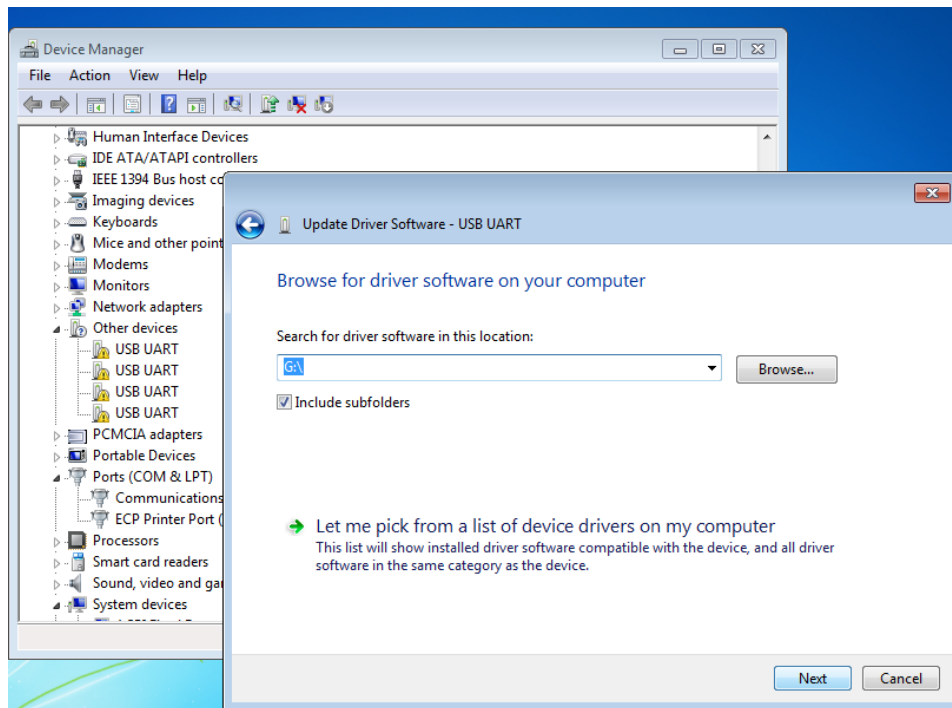 Device Manager
File Action View Help
Human Interface Devices
IDE ATA/ATAPI controllers
IEEE 1394 Bus host
Imaging devices
Keyboards
Mice and other point
Modems
Monitors
Network adapters
Other devices
USB UART
USB UART
USB UART
USB UART
PCMCIA adapters
Portable Devices
Ports (COM & LPT)
Communications
ECP Printer Port (
Processors
Smart card readers
Sound, video and
System devices
Update Driver Software - USB UART
Browse for driver software on your computer
Search for driver software in this location:
G:\
Browse...
Include subfolders
Let me pick from a list of device drivers on my computer
This list will show installed driver software compatible with the device, and all driver
software in the same category as the device.
Next
Cancel